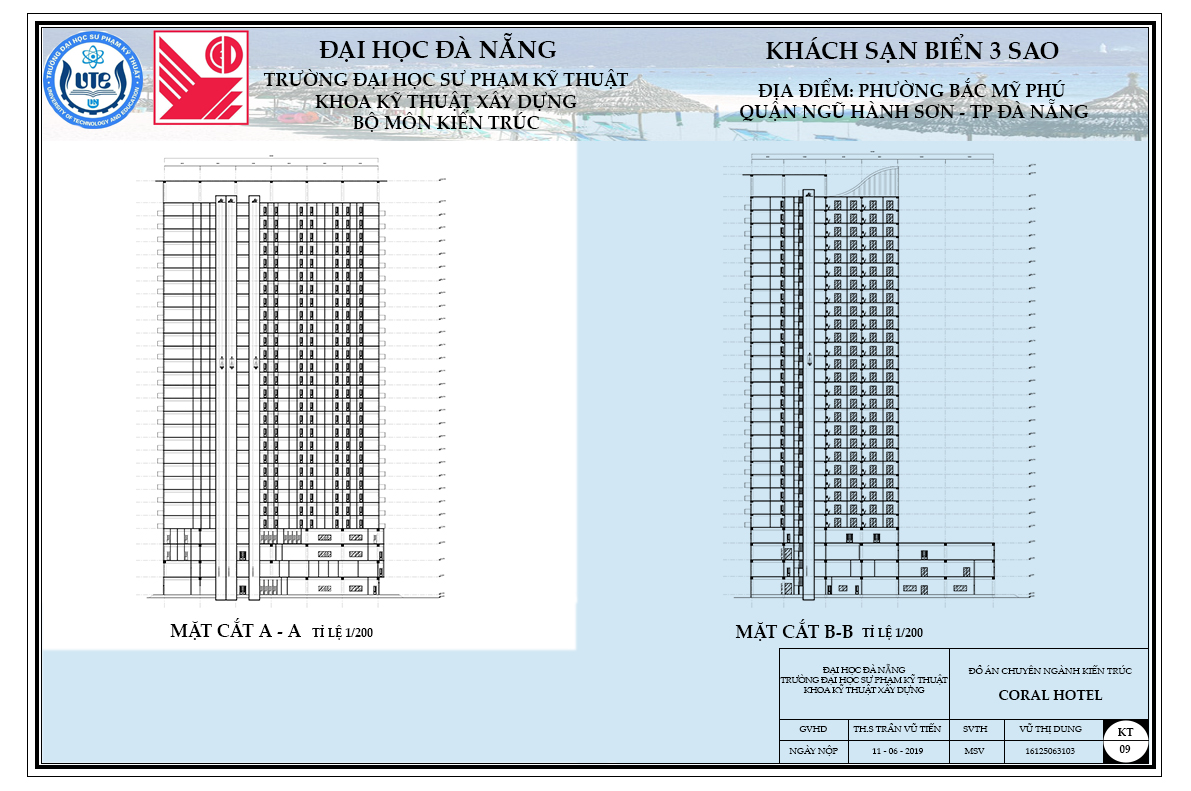 TRƯỜNG ĐẠI HỌC SƯ PHẠM KỸ THUẬT
UTE
UNIVERSITY OF TECHNOLOGY AND EDUCATION
ĐẠI HỌC ĐÀ NẴNG
TRƯỜNG ĐẠI HỌC SƯ PHẠM KỸ THUẬT
KHOA KỸ THUẬT XÂY DỰNG
BỘ MÔN KIẾN TRÚC
KHÁCH SẠN BIỂN 3 SAO
ĐỊA ĐIỂM: PHƯỜNG BẮC MỸ PHÚ
QUẬN NGŨ HÀNH SƠN - TP ĐÀ NẴNG
MẶT CẮT A - A TỈ LỆ 1/200
MẶT CẮT B-B TỈ LỆ 1/200
ĐẠI HỌC ĐÀ NẴNG
TRƯỜNG ĐẠI HỌC SƯ PHẠM KỸ THUẬT
KHOA KỸ THUẬT XÂY DỰNG
ĐỒ ÁN CHUYÊN NGÀNH KIẾN TRÚC
CORAL HOTEL
GVHD TH.S TRẦN VŨ TIẾN SVTH VŨ THỊ DUNG KT
NGÀY NỘP 11 - 06 - 2019 MSV 16125063103 09